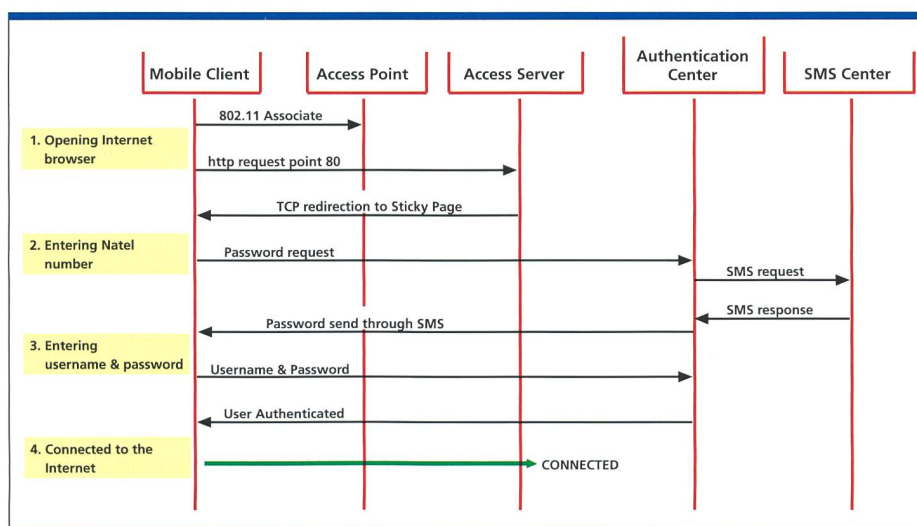 Mobile Client
Access Point
Access Server
Authentication
Center
SMS Center
802.11 Associate
1. Opening Internet
browser
http request point 80
TCP redirection to Sticky Page
2. Entering Natel
number
Password request
SMS request
SMS response
Password send through SMS
3. Entering
username & password
Username & Password
User Authenticated
4. Connected to the
Internet
CONNECTED